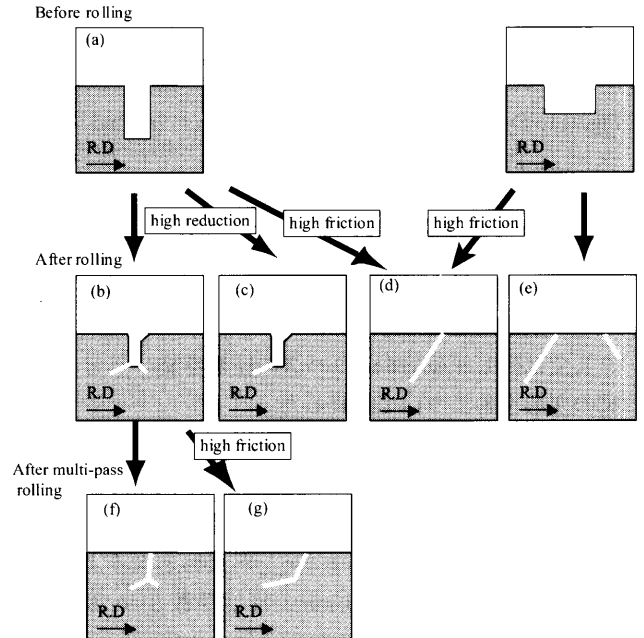 Before rolling
(a)
R.D
R.D
high reduction
high friction
high friction
After rolling
(b)
(c)
(d)
(e)
R.D
R.D
R.D
R.D
high friction
After multi-pass
rolling
(f)
(g)
R.D
R.D